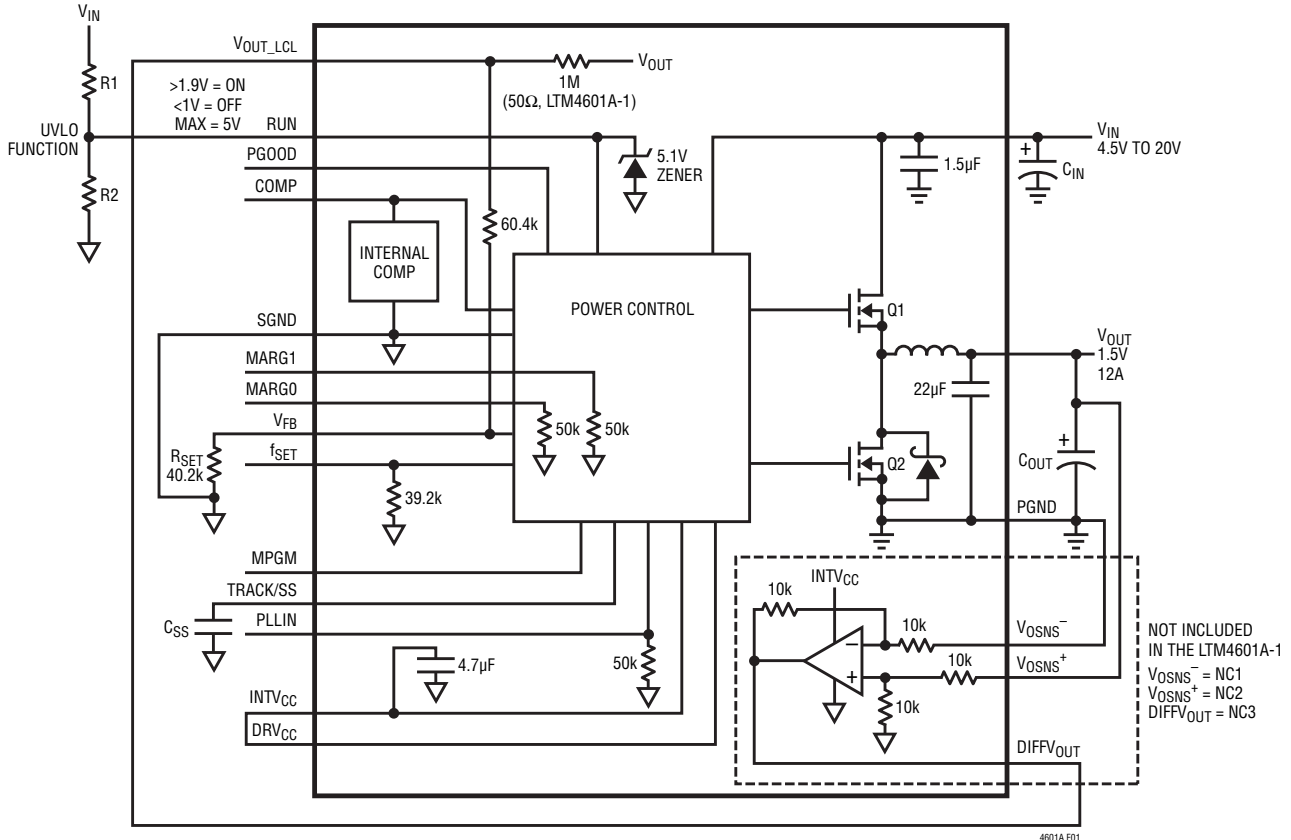 VIN
VOUT_LCL
VOUT
R1
>1.9V = ON
<1V = OFF
MAX = 5V
1M
(50Ω, LTM4601A-1)
UVLO
FUNCTION
RUN
VIN
4.5V TO 20V
PGOOD
5.1V
ZENER
1.5µF
+
CIN
R2
COMP
60.4k
INTERNAL
COMP
POWER CONTROL
Q1
SGND
VOUT
1.5V
12A
MARG1
MARG0
22µF
VFB
50k
50k
fSET
RSET
40.2k
Q2
+
COUT
39.2k
PGND
MPGM
INTVCC
TRACK/SS
10k
CSS
PLLIN
10k
VOSNS−
–
NOT INCLUDED
IN THE LTM4601A-1
VOSNS− = NC1
VOSNS+ = NC2
DIFFVOUT = NC3
10k
VOSNS+
+
4.7µF
50k
10k
INTVCC
DRVCC
DIFFVOUT
4601A F01